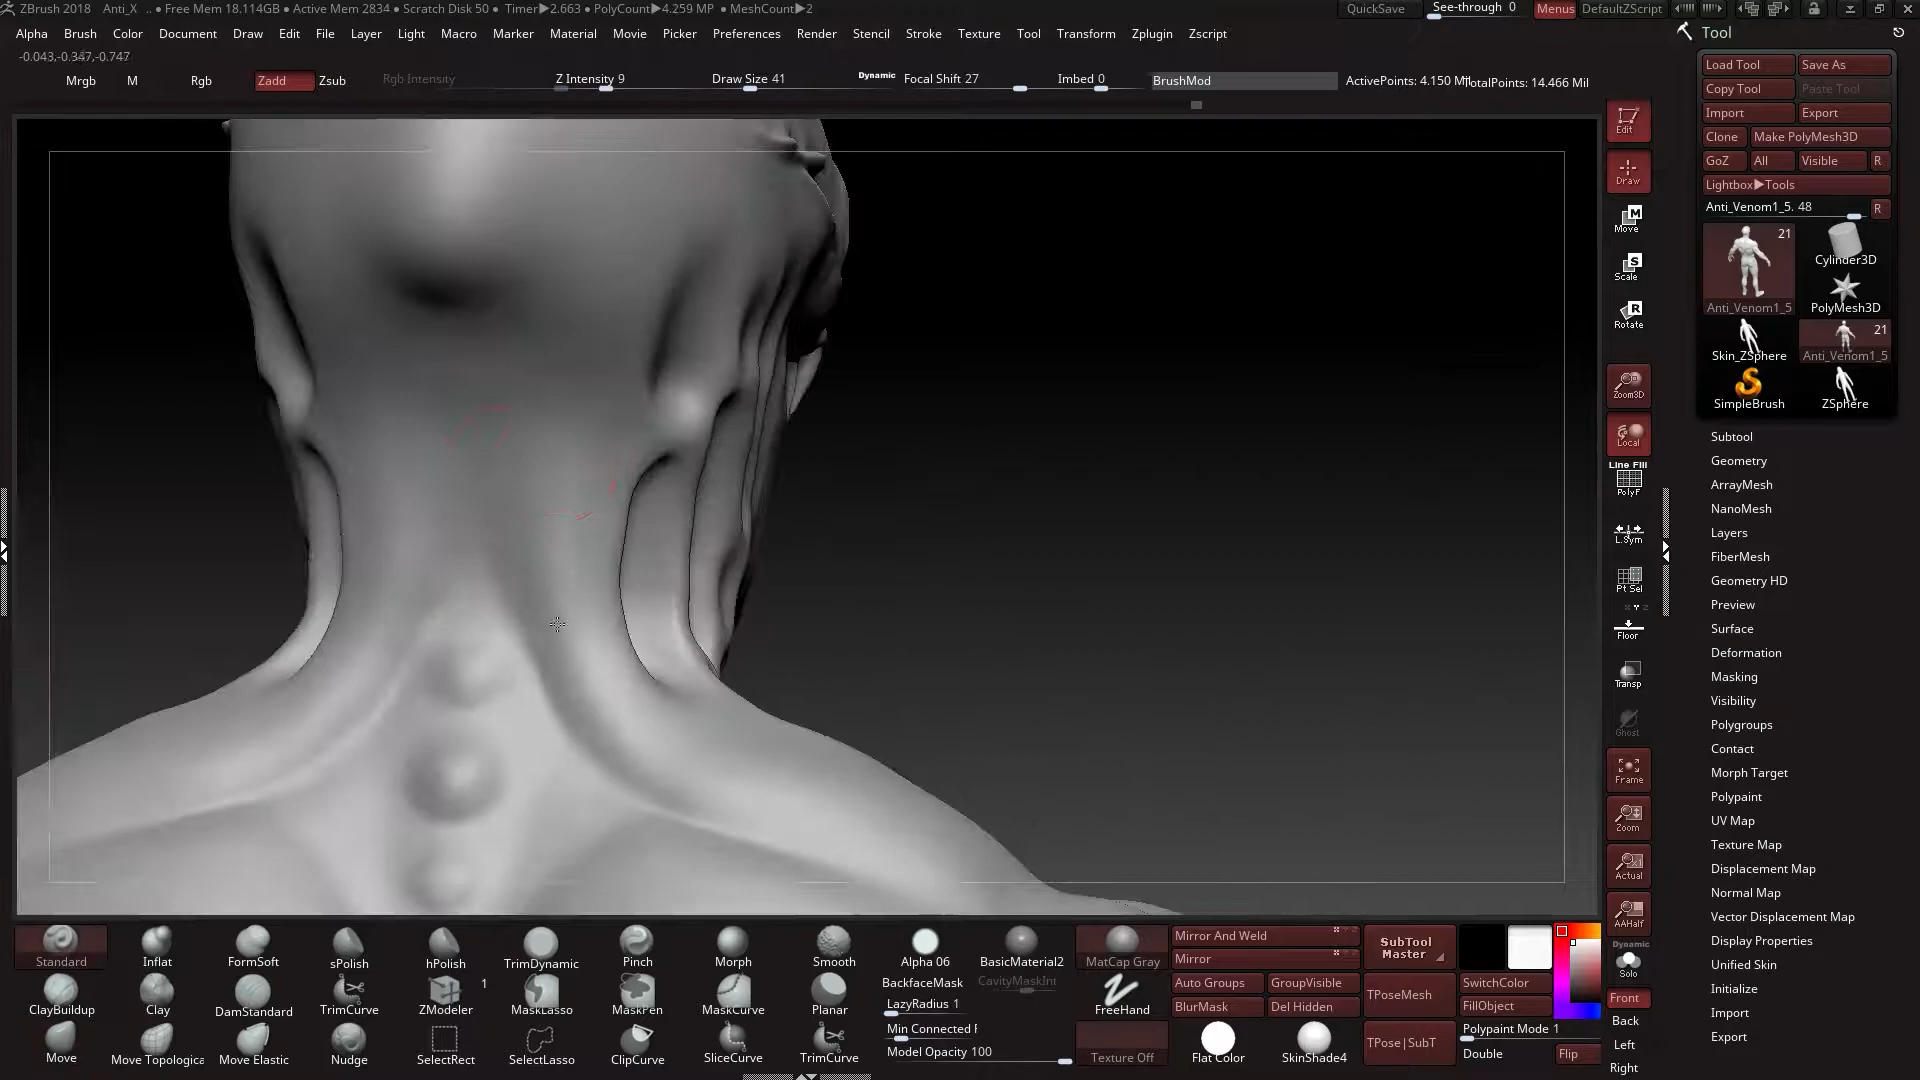 ZBrush 2018 Anti_X .. • Free Mem 18.114GB • Active Mem 2834 • Scratch Disk 50 • Timer▶2.663 • PolyCount▶4.259 MP • MeshCount▶2
QuickSave See-through 0 Menus DefaultZScript
Alpha Brush Color Document Draw Edit File Layer Light Macro Marker Material Movie Picker Preferences Render Stencil Stroke Texture Tool Transform Zplugin Zscript
Tool
-0.043,-0.347,-0.747
Mrgb M Rgb Zadd Zsub Rgb Intensity Z Intensity 9 Draw Size 41 Dynamic Focal Shift 27 Imbed 0 BrushMod ActivePoints: 4.150 Mil TotalPoints: 14.466 Mil
Load Tool Save As
Copy Tool Paste Tool
Import Export
Clone Make PolyMesh3D
GoZ All Visible R
Lightbox▶Tools
Anti_Venom1_5. 48 R
21
Cylinder3D
Anti_Venom1_5 PolyMesh3D
21
Skin_ZSphere Anti_Venom1_5
SimpleBrush ZSphere
Subtool
Geometry
ArrayMesh
NanoMesh
Layers
FiberMesh
Geometry HD
Preview
Surface
Deformation
Masking
Visibility
Polygroups
Contact
Morph Target
Polypaint
UV Map
Texture Map
Displacement Map
Normal Map
Vector Displacement Map
Display Properties
Unified Skin
Initialize
Import
Export
Edit
Draw
Move
Scale
Rotate
Zoom3D
Local
Line Fill
PolyF
L.Sym
Pt Sel
Floor
Transp
Ghost
Frame
Zoom
Actual
AAHalf
Dynamic
Solo
Front
Back
Left
Right
Standard Inflat FormSoft sPolish hPolish TrimDynamic Pinch Morph Smooth Alpha 06 BasicMaterial2 MatCap Gray
ClayBuildup Clay DamStandard TrimCurve ZModeler 1 MaskLasso MaskPen MaskCurve Planar
Move Move Topologica Move Elastic Nudge SelectRect SelectLasso ClipCurve SliceCurve TrimCurve
BackfaceMask CavityMaskInt
LazyRadius 1 FreeHand
Min Connected F
Model Opacity 100 Texture Off
Mirror And Weld
Mirror
Auto Groups GroupVisible
BlurMask Del Hidden
Flat Color SkinShade4
SubTool
Master
TPoseMesh
TPose|SubT
SwitchColor
FillObject
Polypaint Mode 1
Double Flip